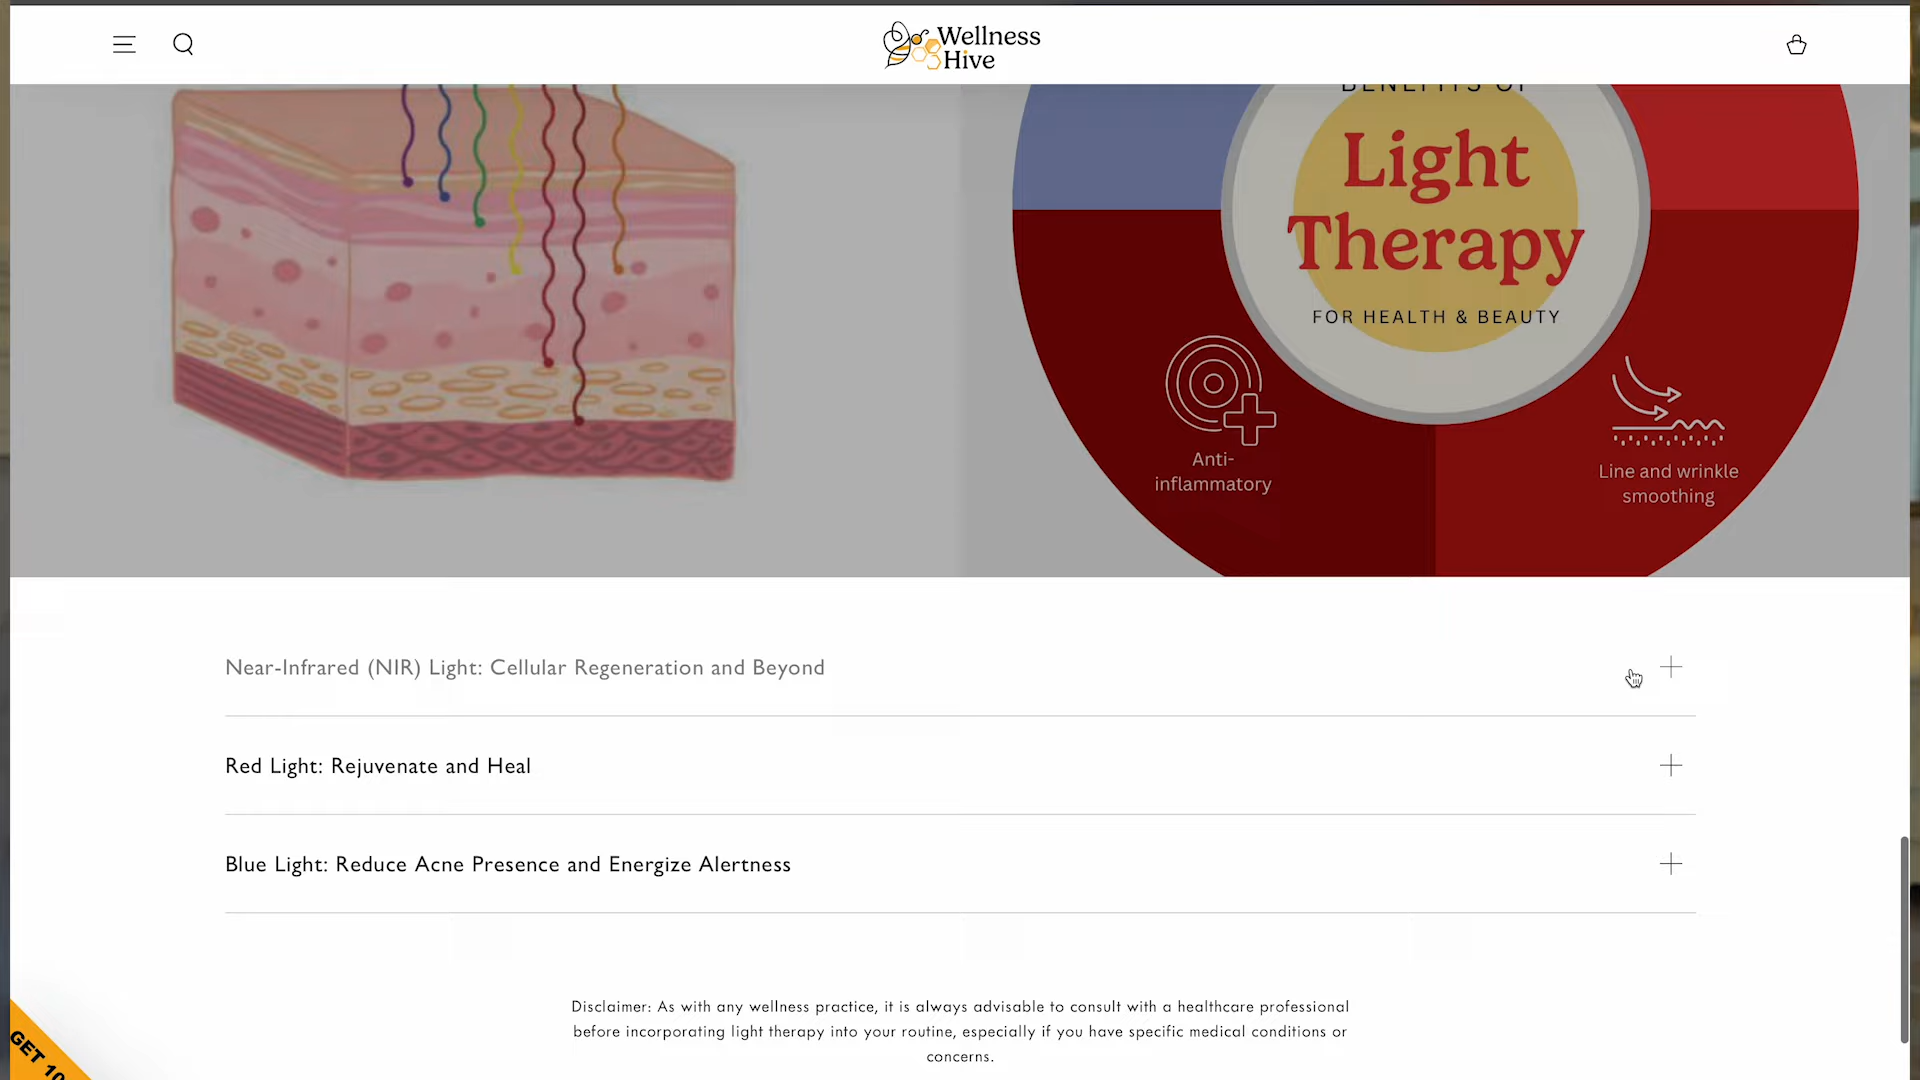 Wellness
Hive
BENEFITS OF
Light
Therapy
FOR HEALTH & BEAUTY
Anti-
inflammatory
Line and wrinkle
smoothing
Near-Infrared (NIR) Light: Cellular Regeneration and Beyond
Red Light: Rejuvenate and Heal
Blue Light: Reduce Acne Presence and Energize Alertness
Disclaimer: As with any wellness practice, it is always advisable to consult with a healthcare professional
before incorporating light therapy into your routine, especially if you have specific medical conditions or
concerns.
GET 10